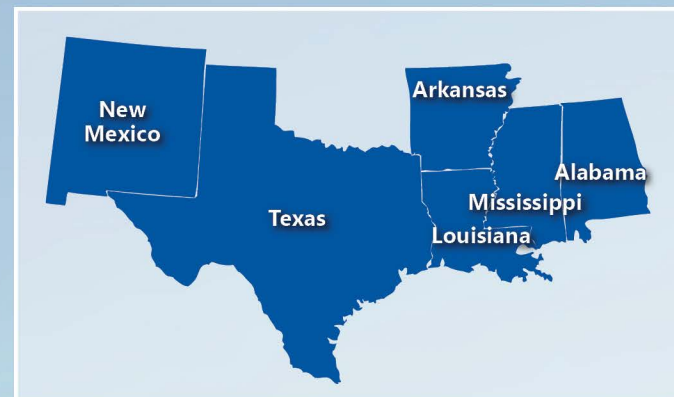 New
Mexico
Texas
Arkansas
Louisiana
Mississippi
Alabama